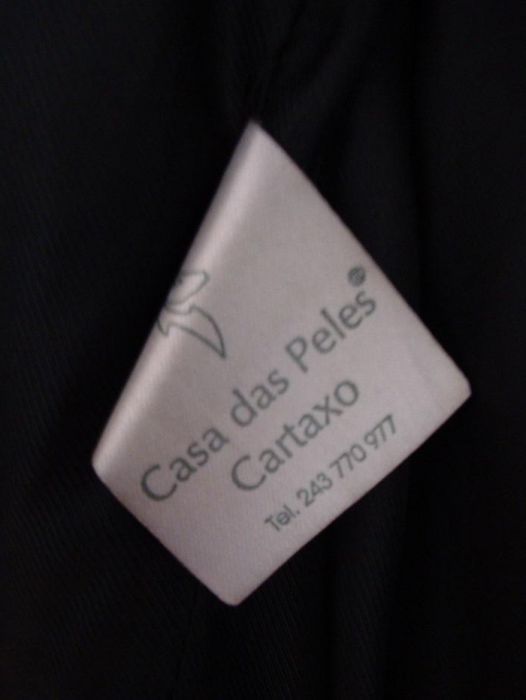 Casa das Peles®
Cartaxo
Tel. 243 770 977